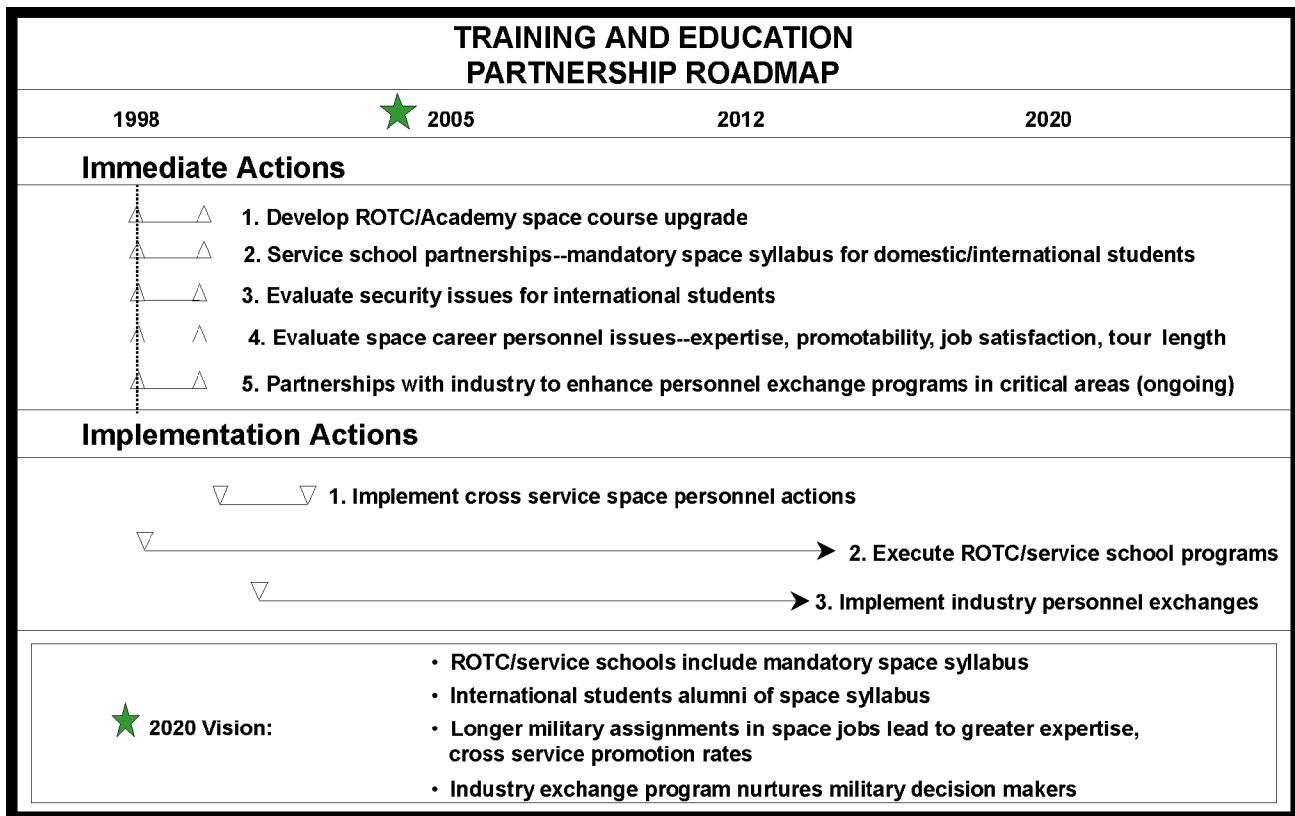 TRAINING AND EDUCATION
PARTNERSHIP ROADMAP
1998 2005 2012 2020
Immediate Actions
1. Develop ROTC/Academy space course upgrade
2. Service school partnerships--mandatory space syllabus for domestic/international students
3. Evaluate security issues for international students
4. Evaluate space career personnel issues--expertise, promotability, job satisfaction, tour length
5. Partnerships with industry to enhance personnel exchange programs in critical areas (ongoing)
Implementation Actions
1. Implement cross service space personnel actions
2. Execute ROTC/service school programs
3. Implement industry personnel exchanges
2020 Vision:
• ROTC/service schools include mandatory space syllabus
• International students alumni of space syllabus
• Longer military assignments in space jobs lead to greater expertise,
cross service promotion rates
• Industry exchange program nurtures military decision makers